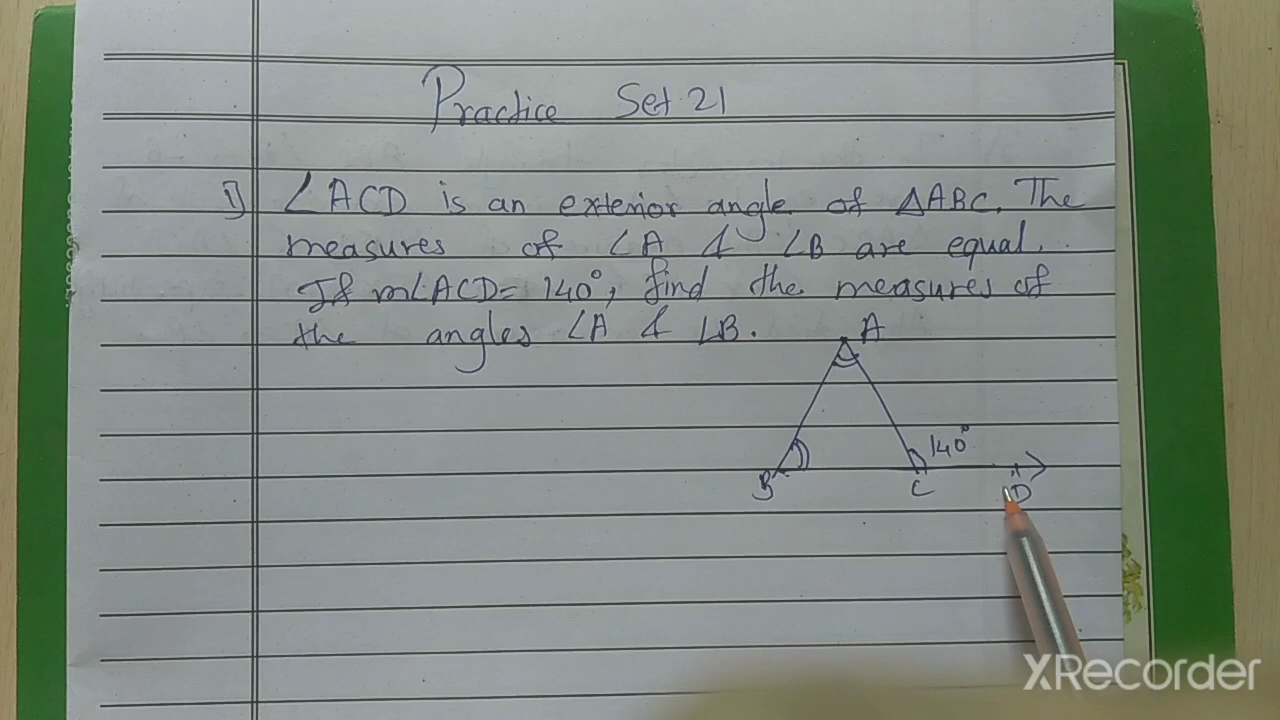 Practice Set 21
1) ∠ACD is an exterior angle of △ABC. The
measures of ∠A & ∠B are equal.
If m∠ACD = 140°, find the measures of
the angles ∠A & ∠B.
A
140°
B C D
XRecorder